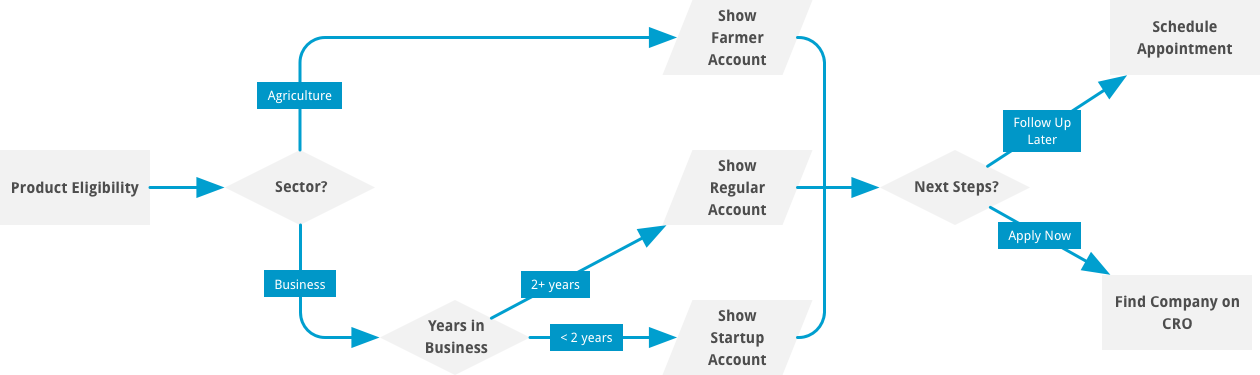 Product Eligibility
Sector?
Agriculture
Business
Years in
Business
2+ years
< 2 years
Show
Farmer
Account
Show
Regular
Account
Show
Startup
Account
Next Steps?
Follow Up
Later
Apply Now
Schedule
Appointment
Find Company on
CRO